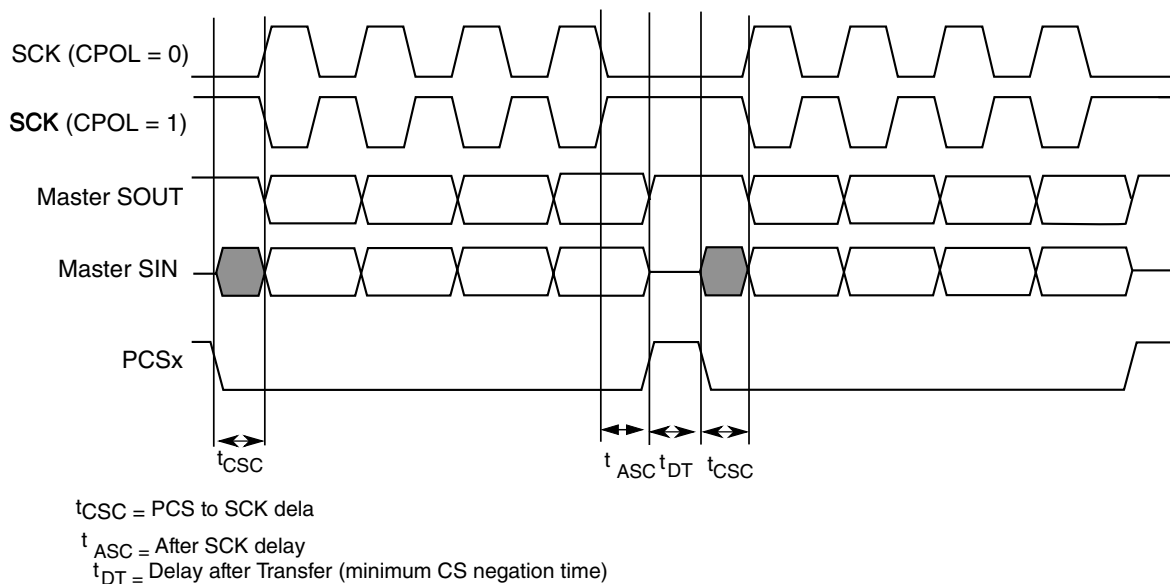 SCK (CPOL = 0)
SCK (CPOL = 1)
Master SOUT
Master SIN
PCSx
tCSC
t ASC
tDT
tCSC
tCSC = PCS to SCK dela
t ASC = After SCK delay
tDT = Delay after Transfer (minimum CS negation time)